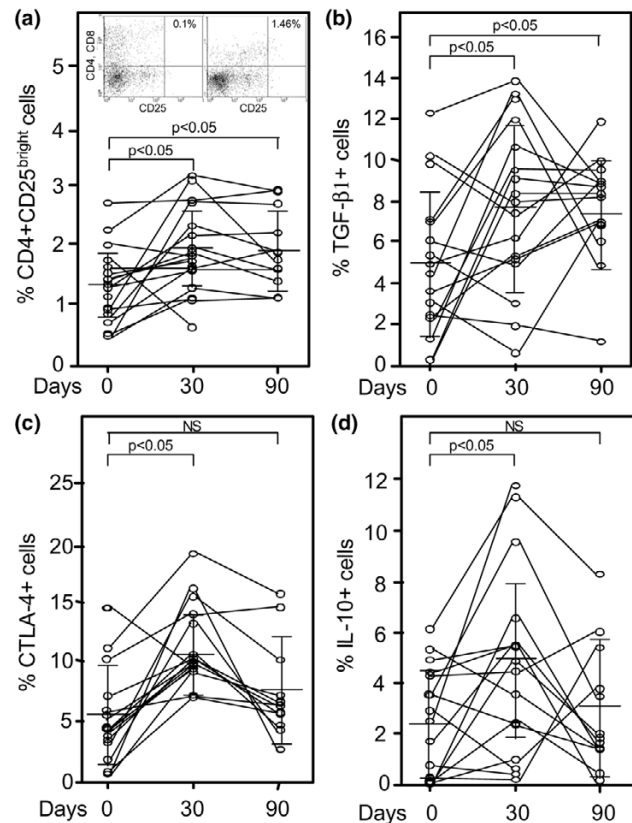 (a)
0.1%
1.46%
CD4, CD8
CD25
CD25
p<0.05
p<0.05
% CD4+CD25bright cells
5
4
3
2
1
0
Days 0 30 90
(b)
p<0.05
p<0.05
% TGF-β1+ cells
16
14
12
10
8
6
4
2
0
Days 0 30 90
(c)
NS
p<0.05
% CTLA-4+ cells
25
20
15
10
5
0
Days 0 30 90
(d)
NS
p<0.05
% IL-10+ cells
12
10
8
6
4
2
0
Days 0 30 90